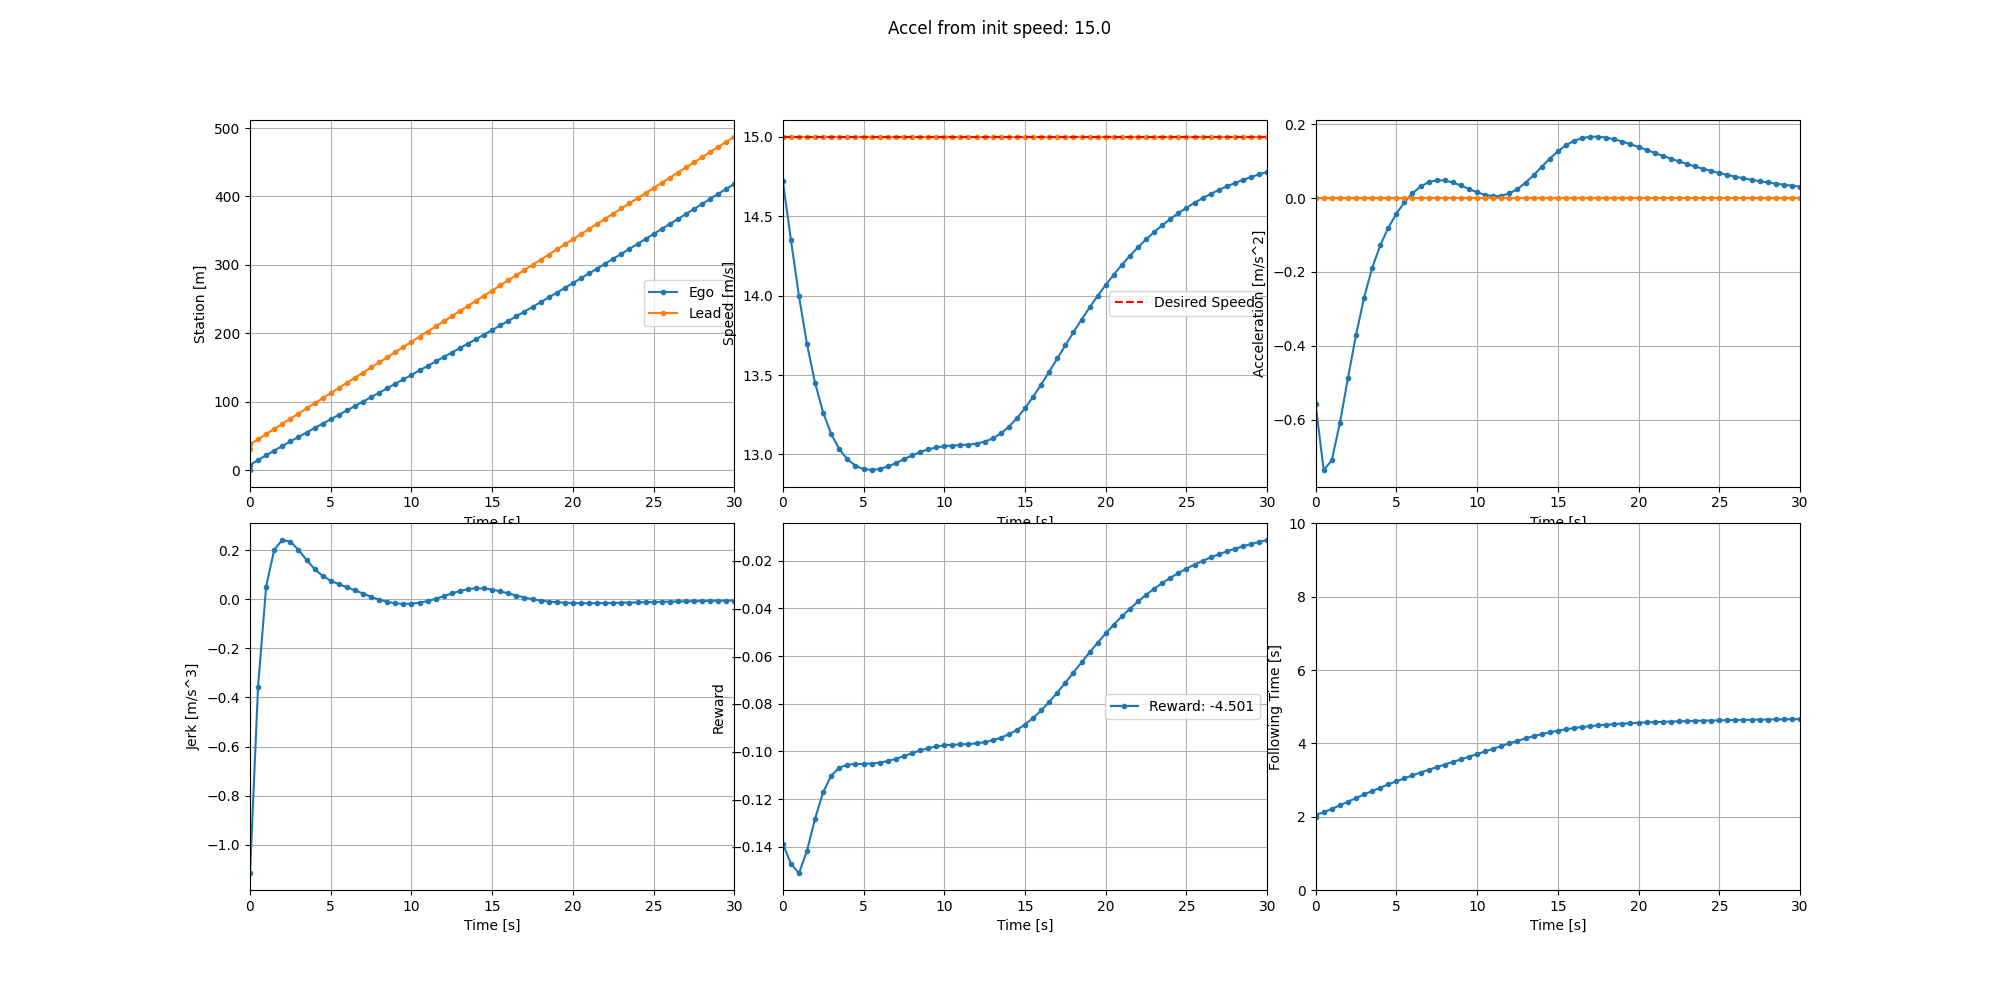 Accel from init speed: 15.0
Station [m]
500
400
300
200
100
0
Ego
Lead
0 5 10 15 20 25 30
Time [s]
Speed [m/s]
15.0
14.5
14.0
13.5
13.0
Desired Speed
0 5 10 15 20 25 30
Time [s]
Acceleration [m/s^2]
0.2
0.0
−0.2
−0.4
−0.6
0 5 10 15 20 25 30
Time [s]
Jerk [m/s^3]
0.2
0.0
−0.2
−0.4
−0.6
−0.8
−1.0
0 5 10 15 20 25 30
Time [s]
Reward
−0.02
−0.04
−0.06
−0.08
−0.10
−0.12
−0.14
Reward: -4.501
0 5 10 15 20 25 30
Time [s]
Following Time [s]
10
8
6
4
2
0
0 5 10 15 20 25 30
Time [s]